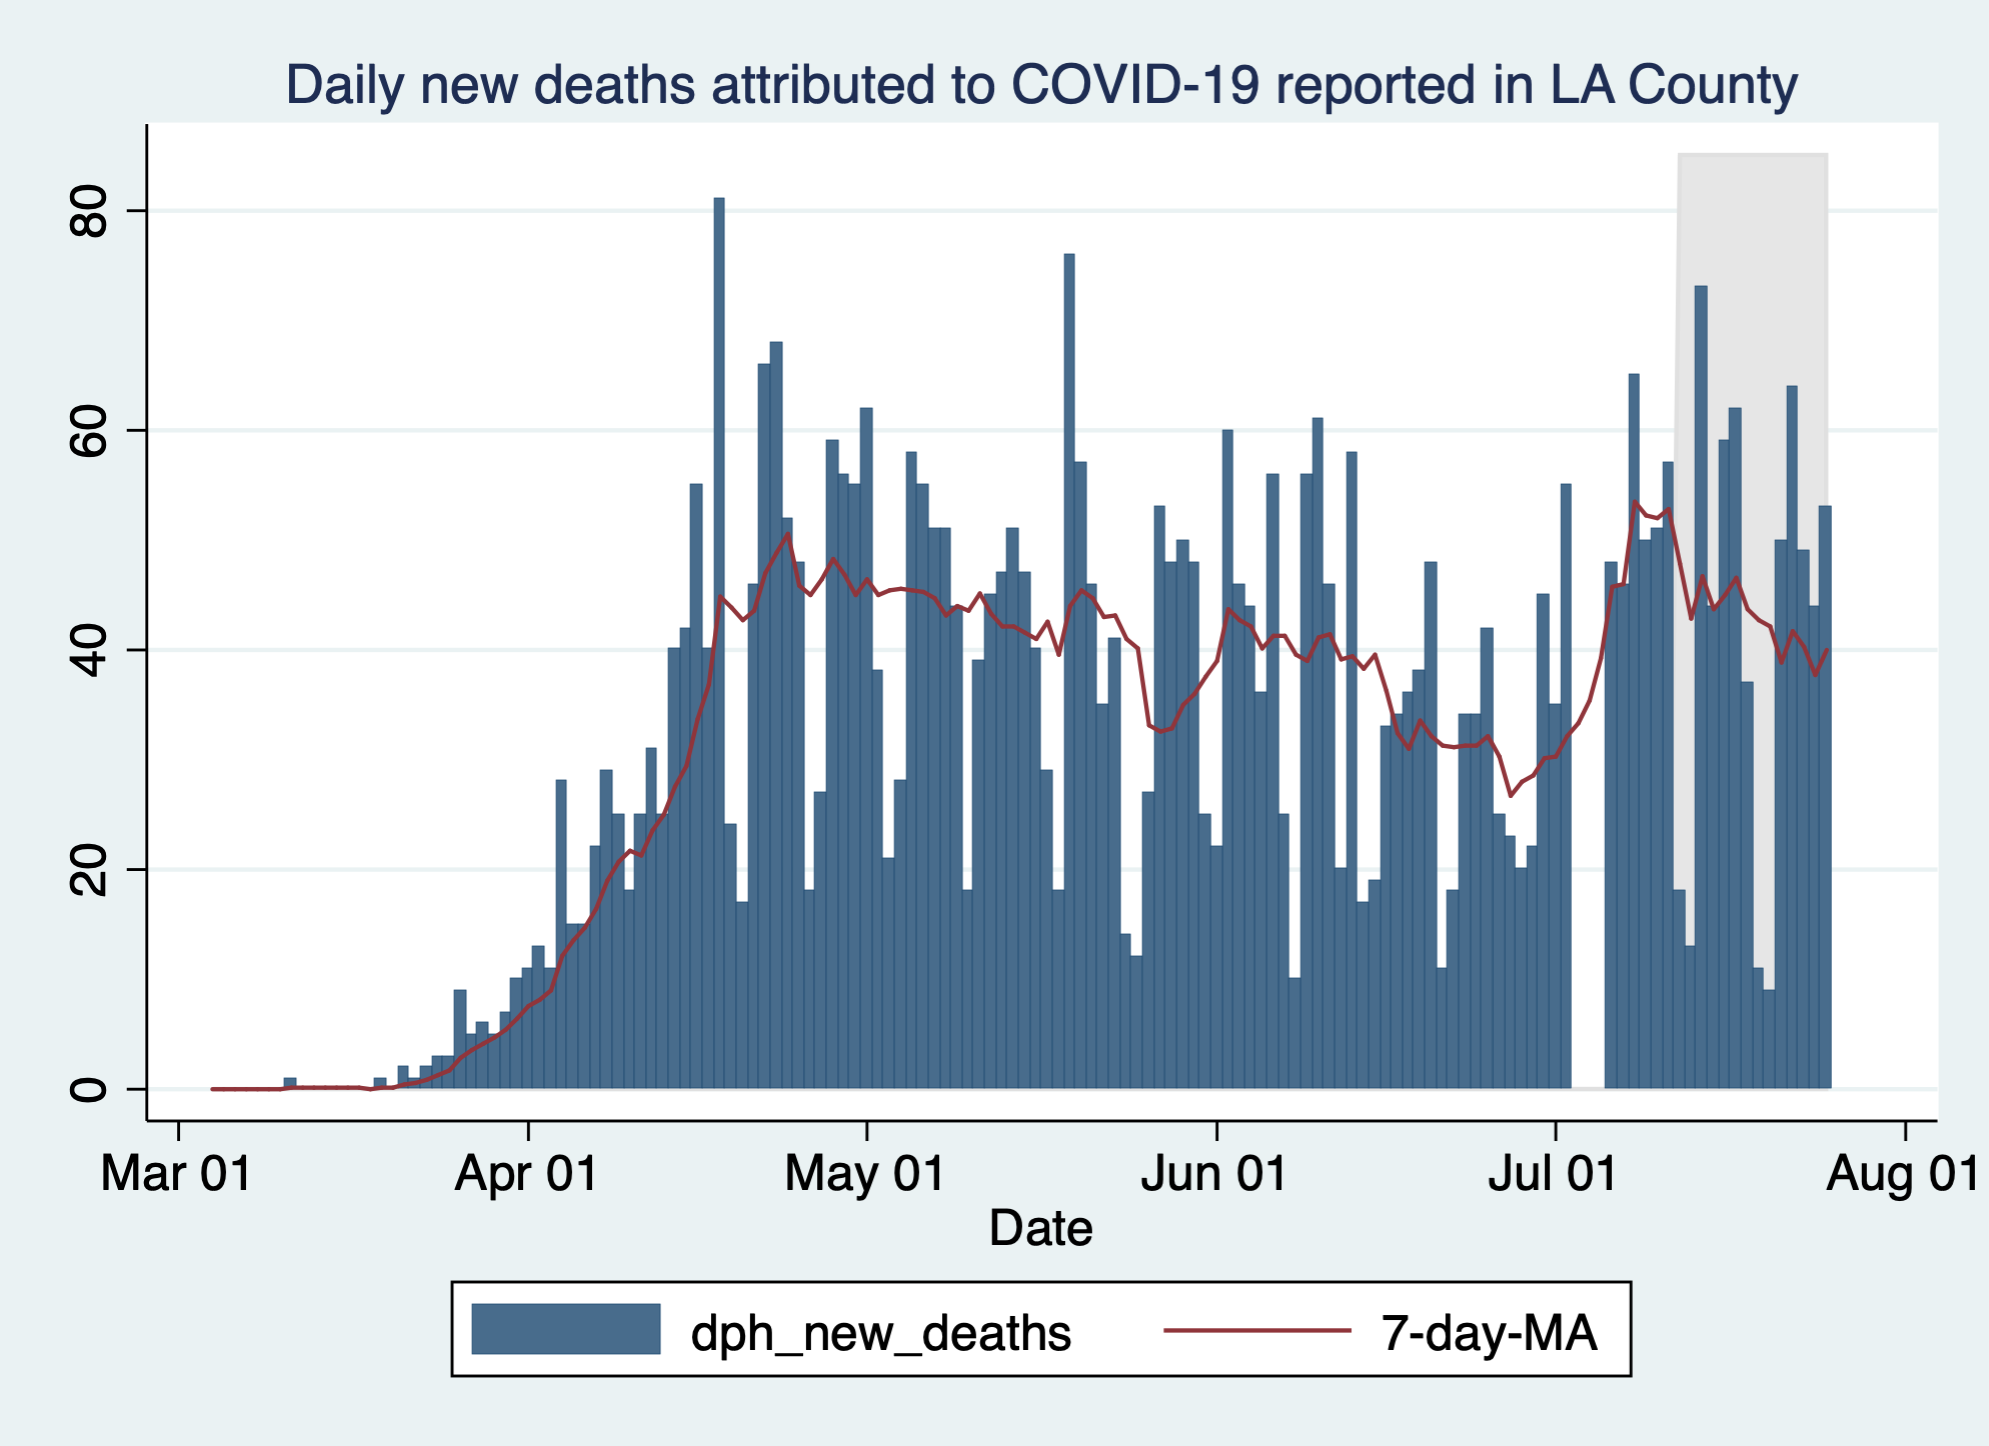 Daily new deaths attributed to COVID-19 reported in LA County
80
60
40
20
0
Mar 01 Apr 01 May 01 Jun 01 Jul 01 Aug 01
Date
dph_new_deaths 7-day-MA